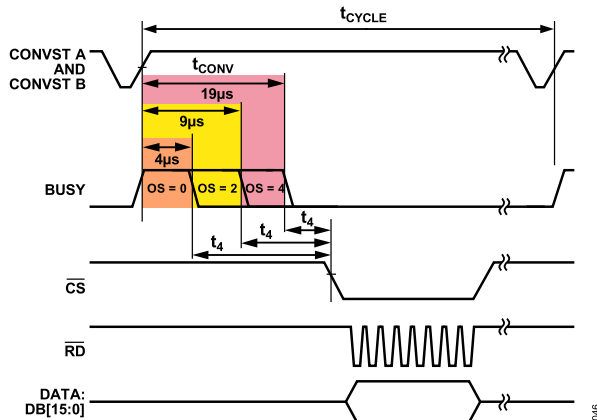 tCYCLE
CONVST A
AND
CONVST B
tCONV
19µs
9µs
4µs
BUSY
OS = 0
OS = 2
OS = 4
t4
t4
t4
CS
RD
DATA:
DB[15:0]
046